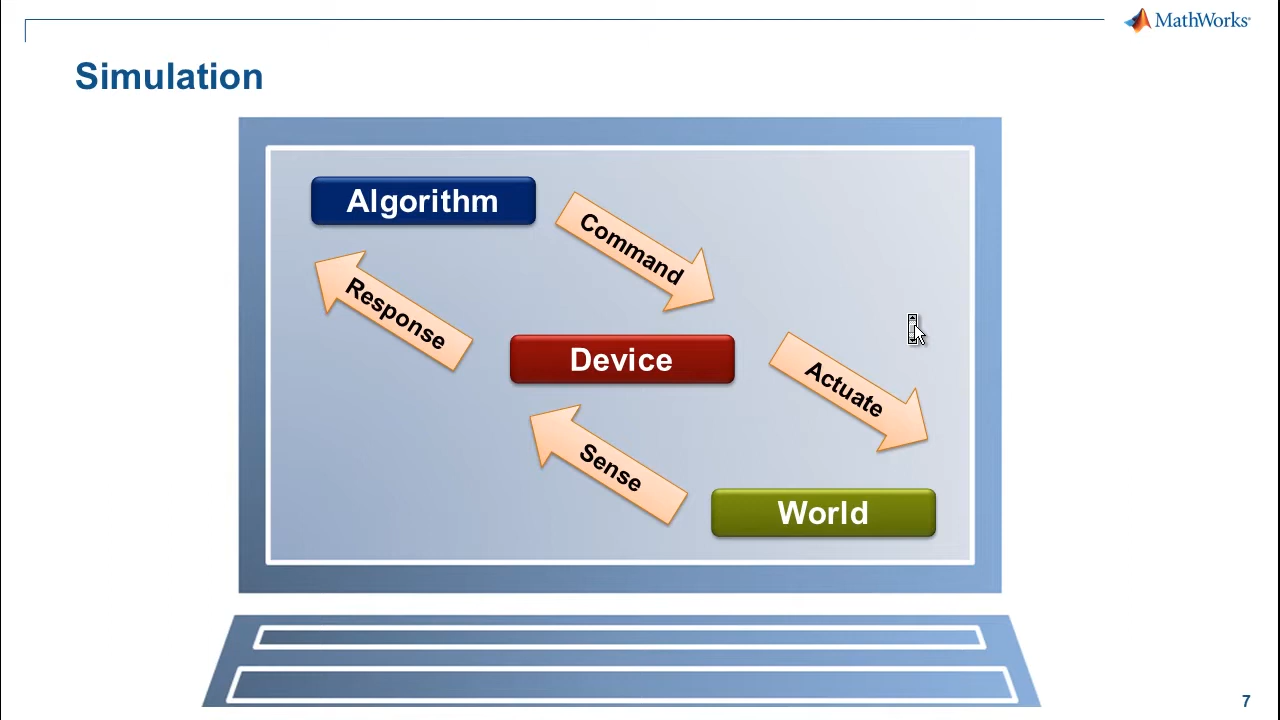 MathWorks®
Simulation
Algorithm
Command
Response
Device
Actuate
Sense
World
7